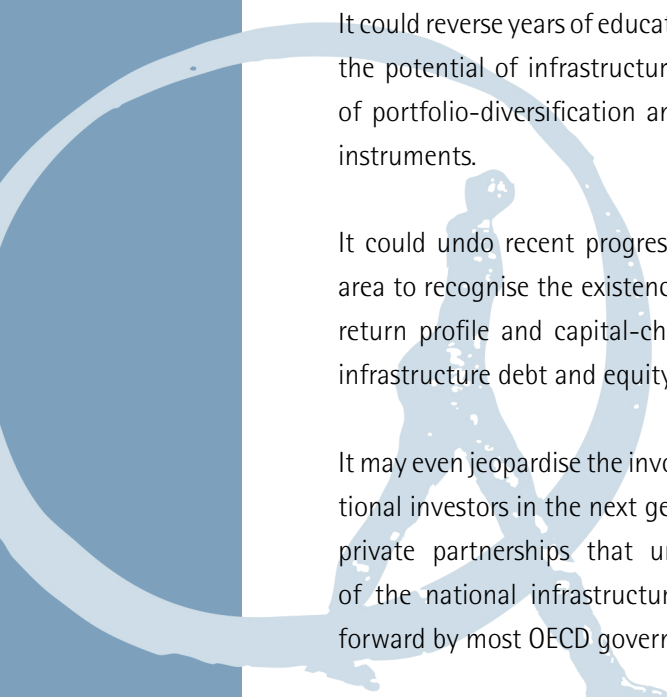 It could reverse years of educat
the potential of infrastructur
of portfolio-diversification ar
instruments.
It could undo recent progres
area to recognise the existenc
return profile and capital-ch
infrastructure debt and equity
It may even jeopardise the invo
tional investors in the next ge
private partnerships that u
of the national infrastructur
forward by most OECD govern